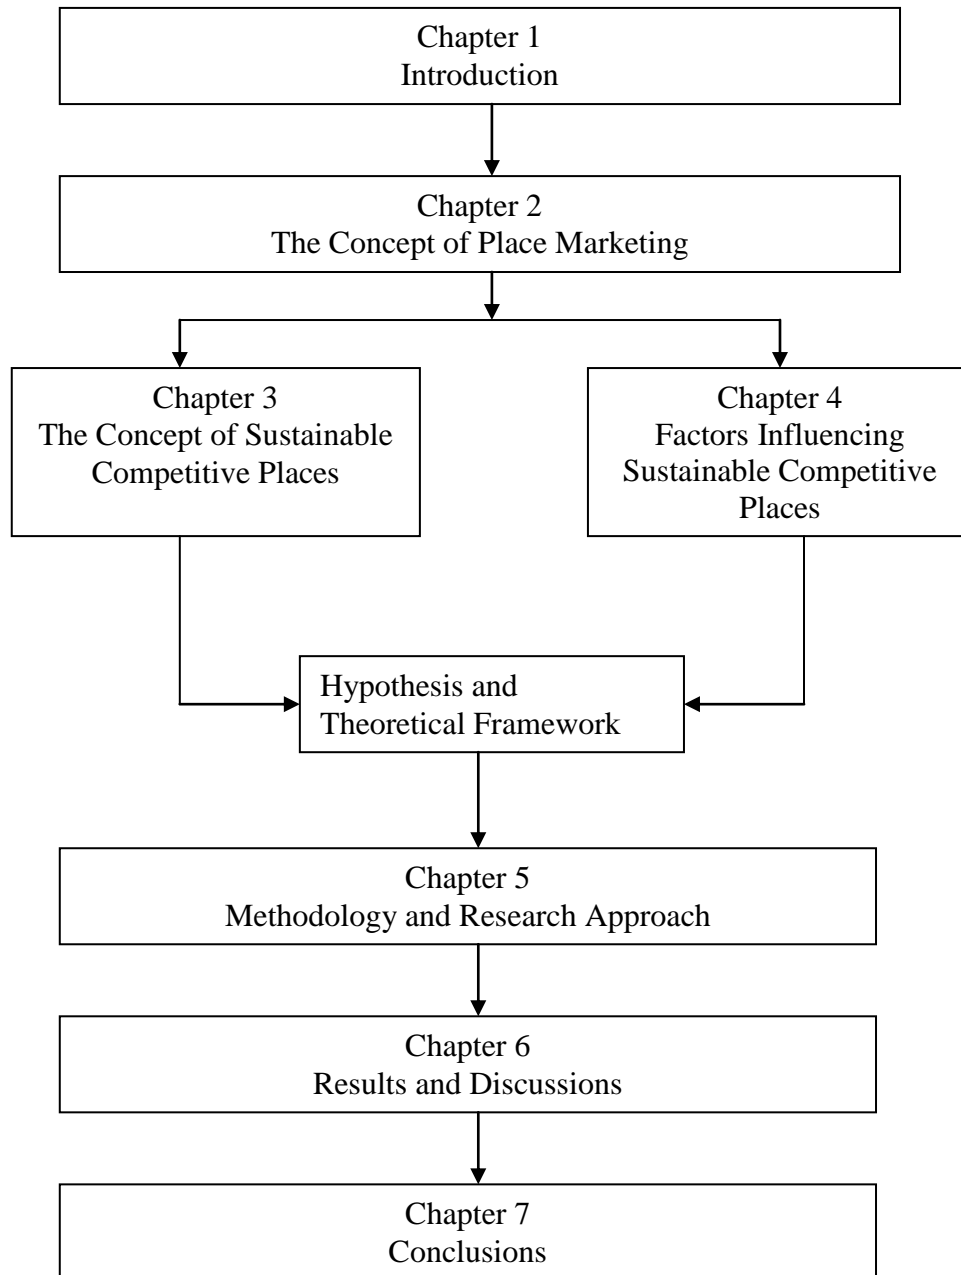 Chapter 1
Introduction
Chapter 2
The Concept of Place Marketing
Chapter 3
The Concept of Sustainable
Competitive Places
Chapter 4
Factors Influencing
Sustainable Competitive
Places
Hypothesis and
Theoretical Framework
Chapter 5
Methodology and Research Approach
Chapter 6
Results and Discussions
Chapter 7
Conclusions